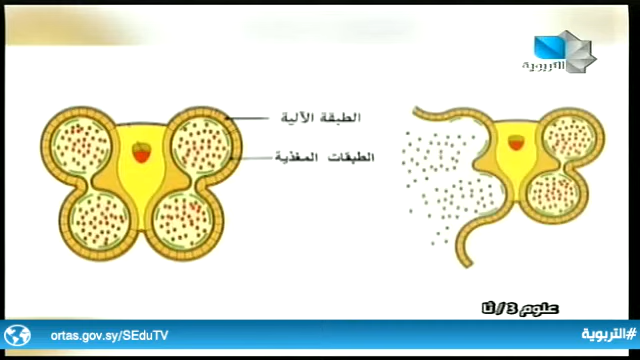 التربوية
الطبقة الآلية
الطبقات المغذية
علوم 3/ثا
ortas.gov.sy/SEduTV
#التربوية